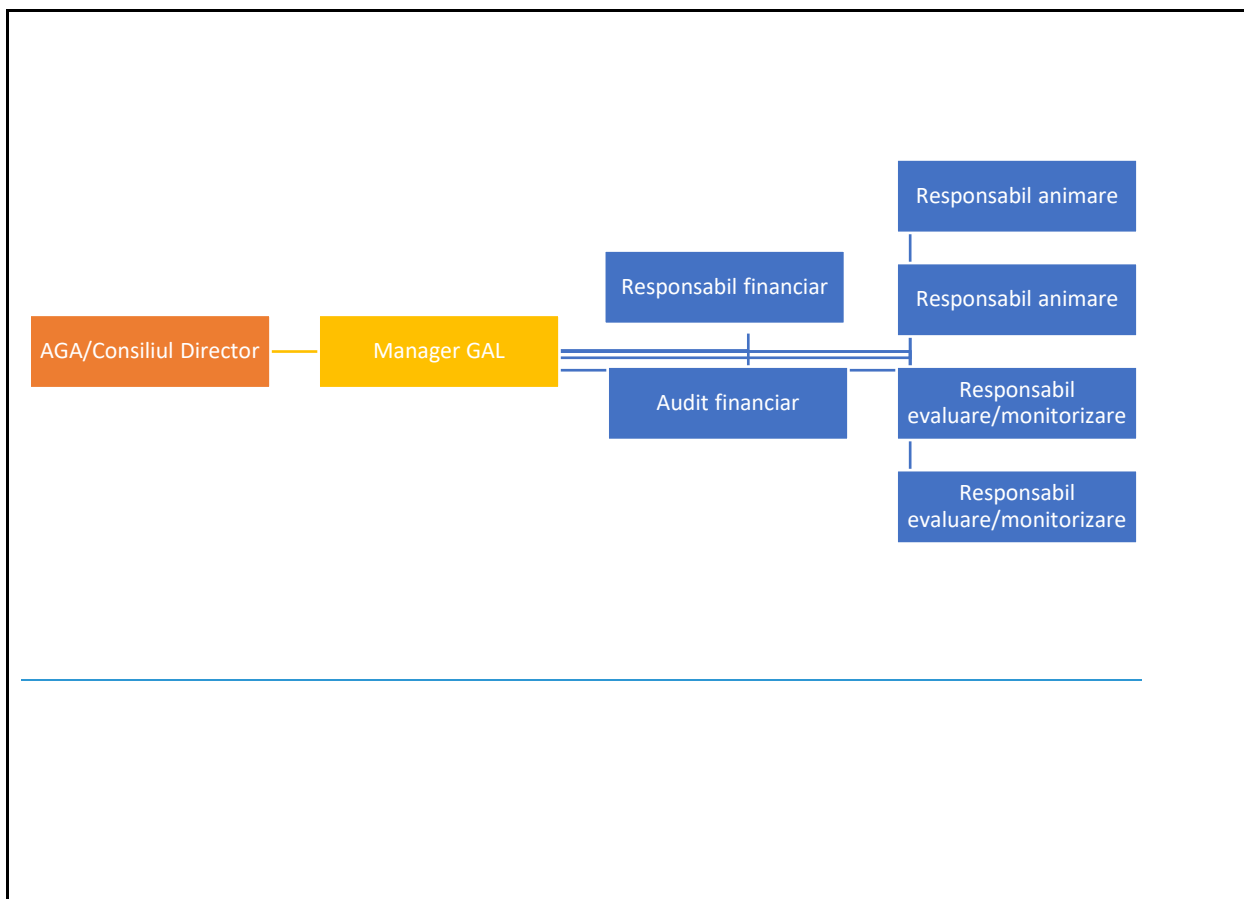 AGA/Consiliul Director
Manager GAL
Responsabil financiar
Audit financiar
Responsabil animare
Responsabil animare
Responsabil
evaluare/monitorizare
Responsabil
evaluare/monitorizare